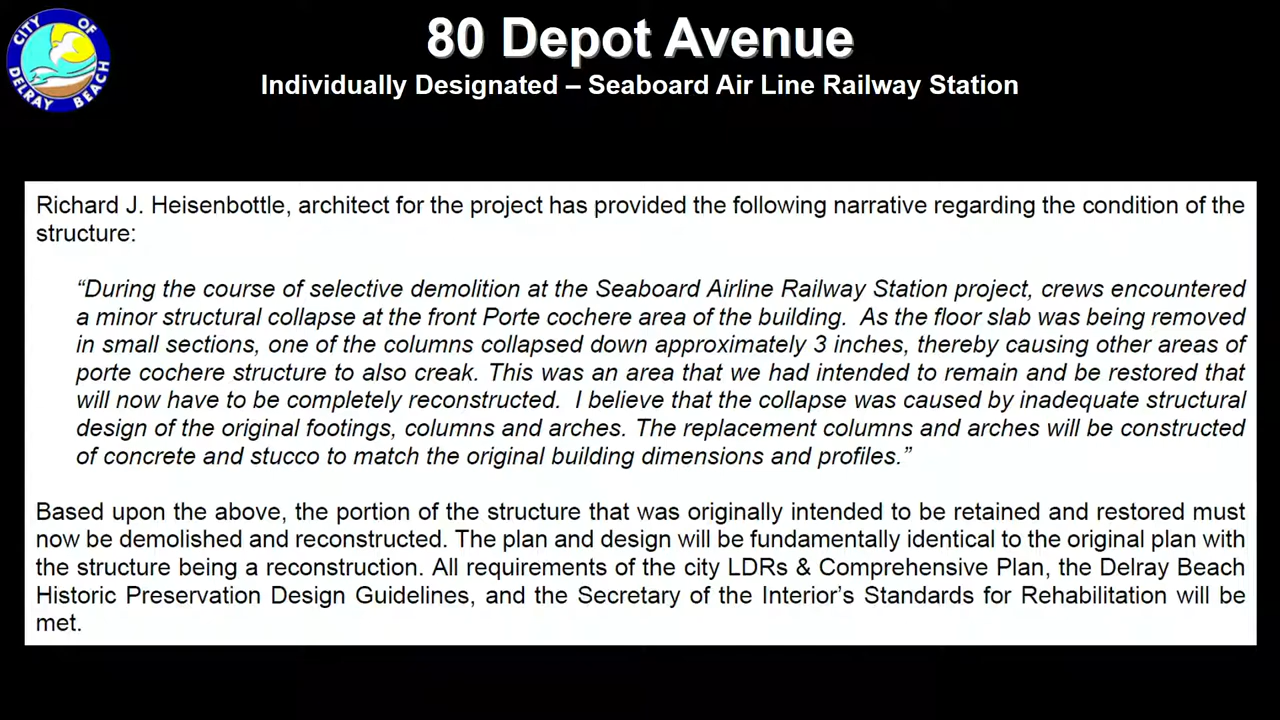 CITY OF
DELRAY BEACH
80 Depot Avenue
Individually Designated – Seaboard Air Line Railway Station
Richard J. Heisenbottle, architect for the project has provided the following narrative regarding the condition of the
structure:
“During the course of selective demolition at the Seaboard Airline Railway Station project, crews encountered
a minor structural collapse at the front Porte cochere area of the building.  As the floor slab was being removed
in small sections, one of the columns collapsed down approximately 3 inches, thereby causing other areas of
porte cochere structure to also creak. This was an area that we had intended to remain and be restored that
will now have to be completely reconstructed.  I believe that the collapse was caused by inadequate structural
design of the original footings, columns and arches. The replacement columns and arches will be constructed
of concrete and stucco to match the original building dimensions and profiles.”
Based upon the above, the portion of the structure that was originally intended to be retained and restored must
now be demolished and reconstructed. The plan and design will be fundamentally identical to the original plan with
the structure being a reconstruction. All requirements of the city LDRs & Comprehensive Plan, the Delray Beach
Historic Preservation Design Guidelines, and the Secretary of the Interior’s Standards for Rehabilitation will be
met.